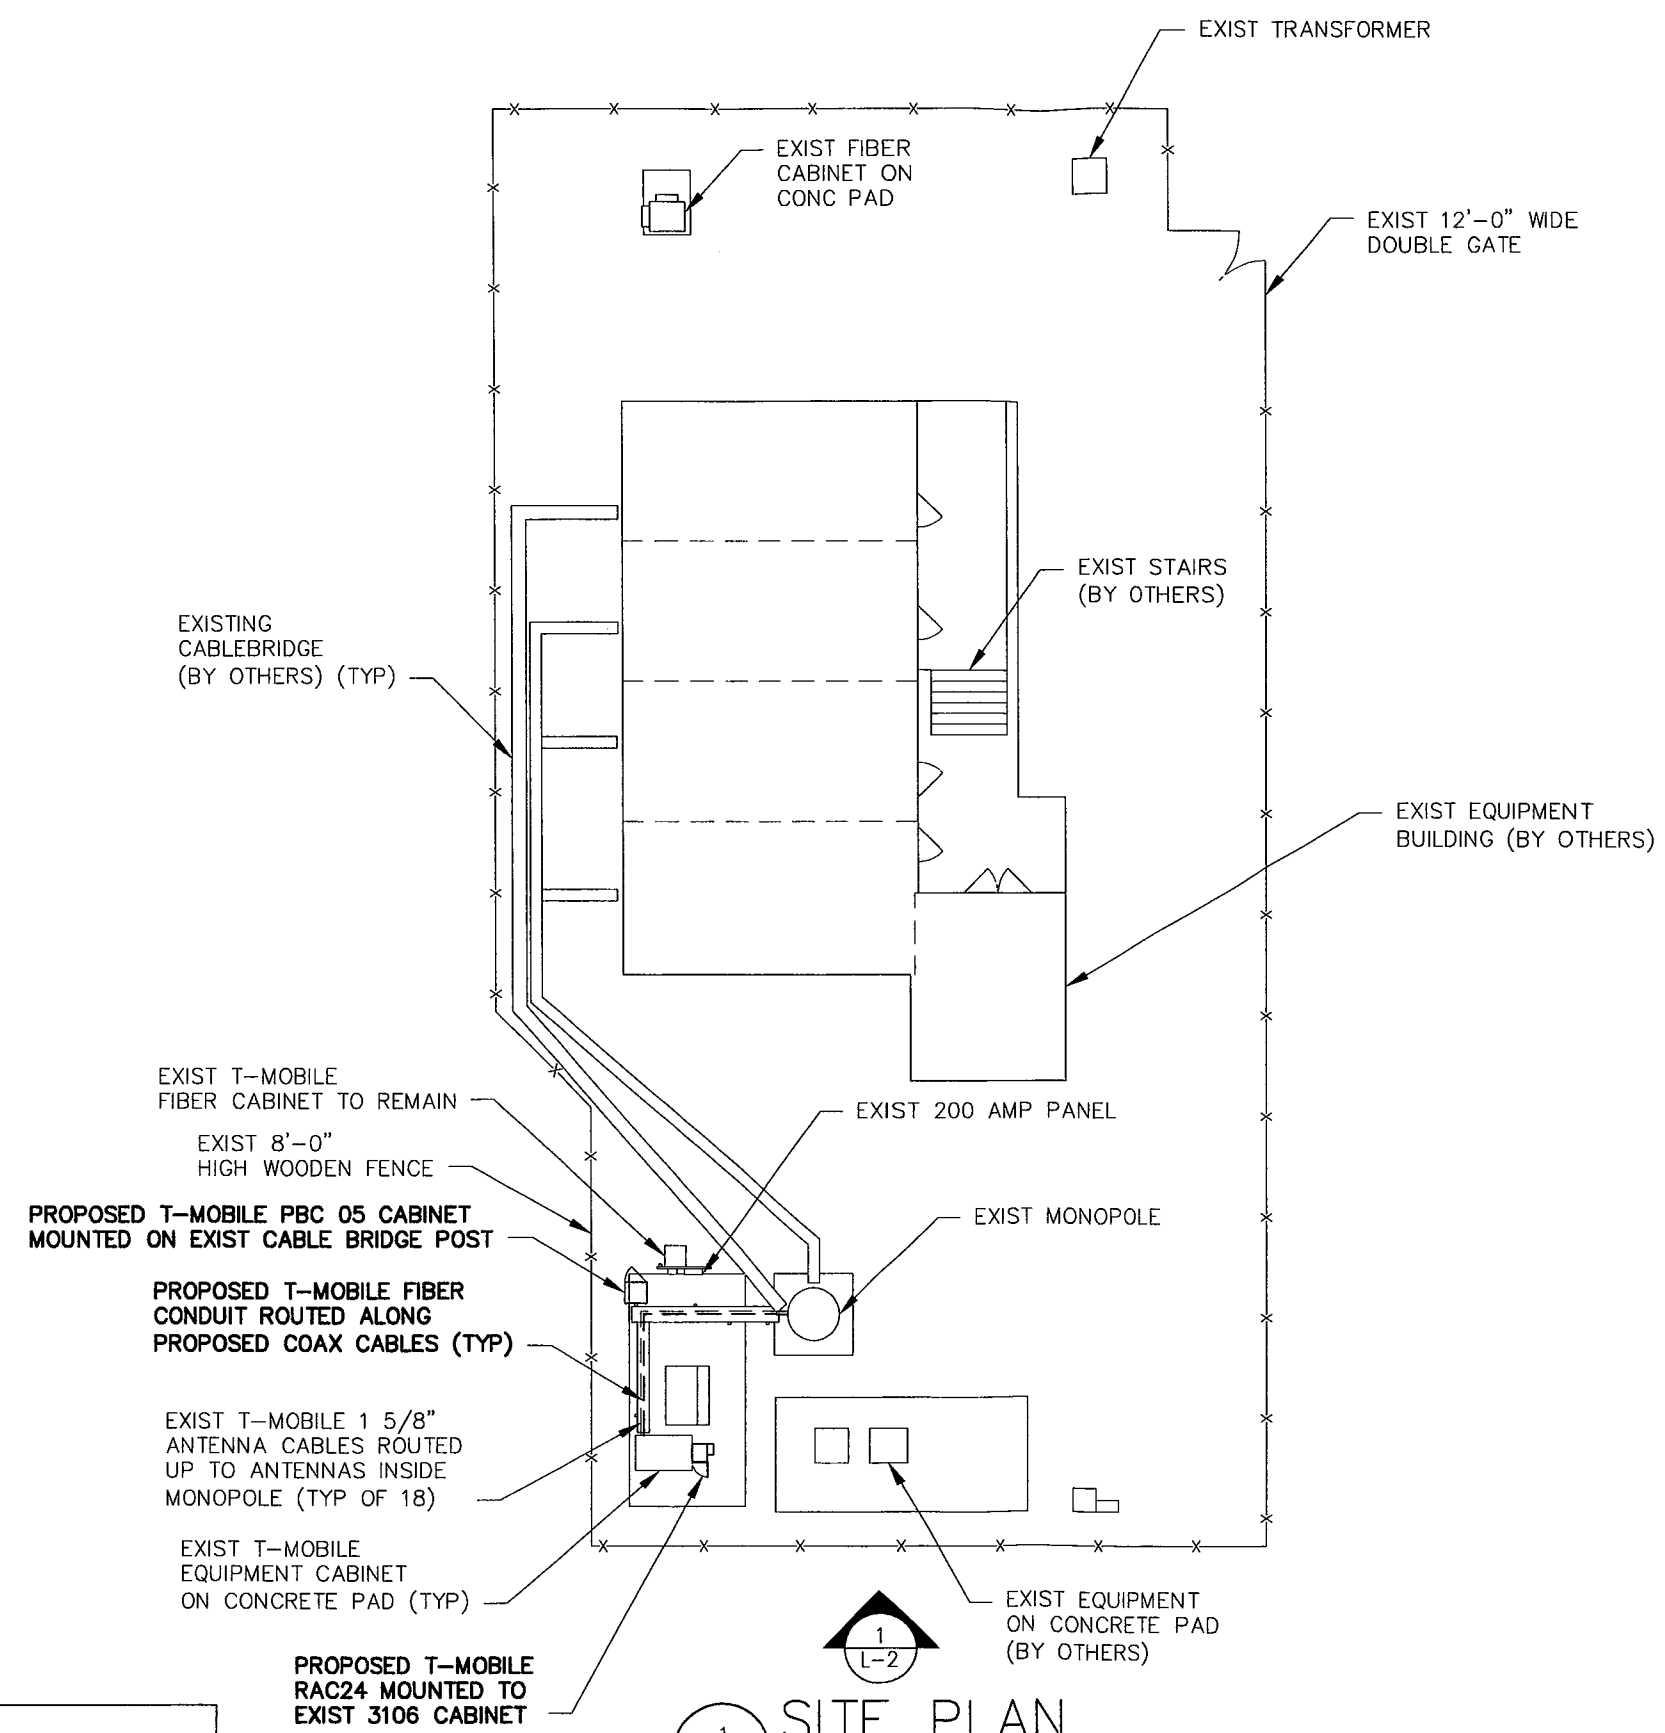 EXIST TRANSFORMER
EXIST FIBER
CABINET ON
CONC PAD
EXIST 12'-0" WIDE
DOUBLE GATE
EXIST STAIRS
(BY OTHERS)
EXISTING
CABLEBRIDGE
(BY OTHERS) (TYP)
EXIST EQUIPMENT
BUILDING (BY OTHERS)
EXIST T-MOBILE
FIBER CABINET TO REMAIN
EXIST 200 AMP PANEL
EXIST 8'-0"
HIGH WOODEN FENCE
PROPOSED T-MOBILE PBC 05 CABINET
MOUNTED ON EXIST CABLE BRIDGE POST
EXIST MONOPOLE
PROPOSED T-MOBILE FIBER
CONDUIT ROUTED ALONG
PROPOSED COAX CABLES (TYP)
EXIST T-MOBILE 1 5/8"
ANTENNA CABLES ROUTED
UP TO ANTENNAS INSIDE
MONOPOLE (TYP OF 18)
EXIST T-MOBILE
EQUIPMENT CABINET
ON CONCRETE PAD (TYP)
EXIST EQUIPMENT
ON CONCRETE PAD
(BY OTHERS)
1
L-2
PROPOSED T-MOBILE
RAC24 MOUNTED TO
EXIST 3106 CABINET
1
SITE PLAN